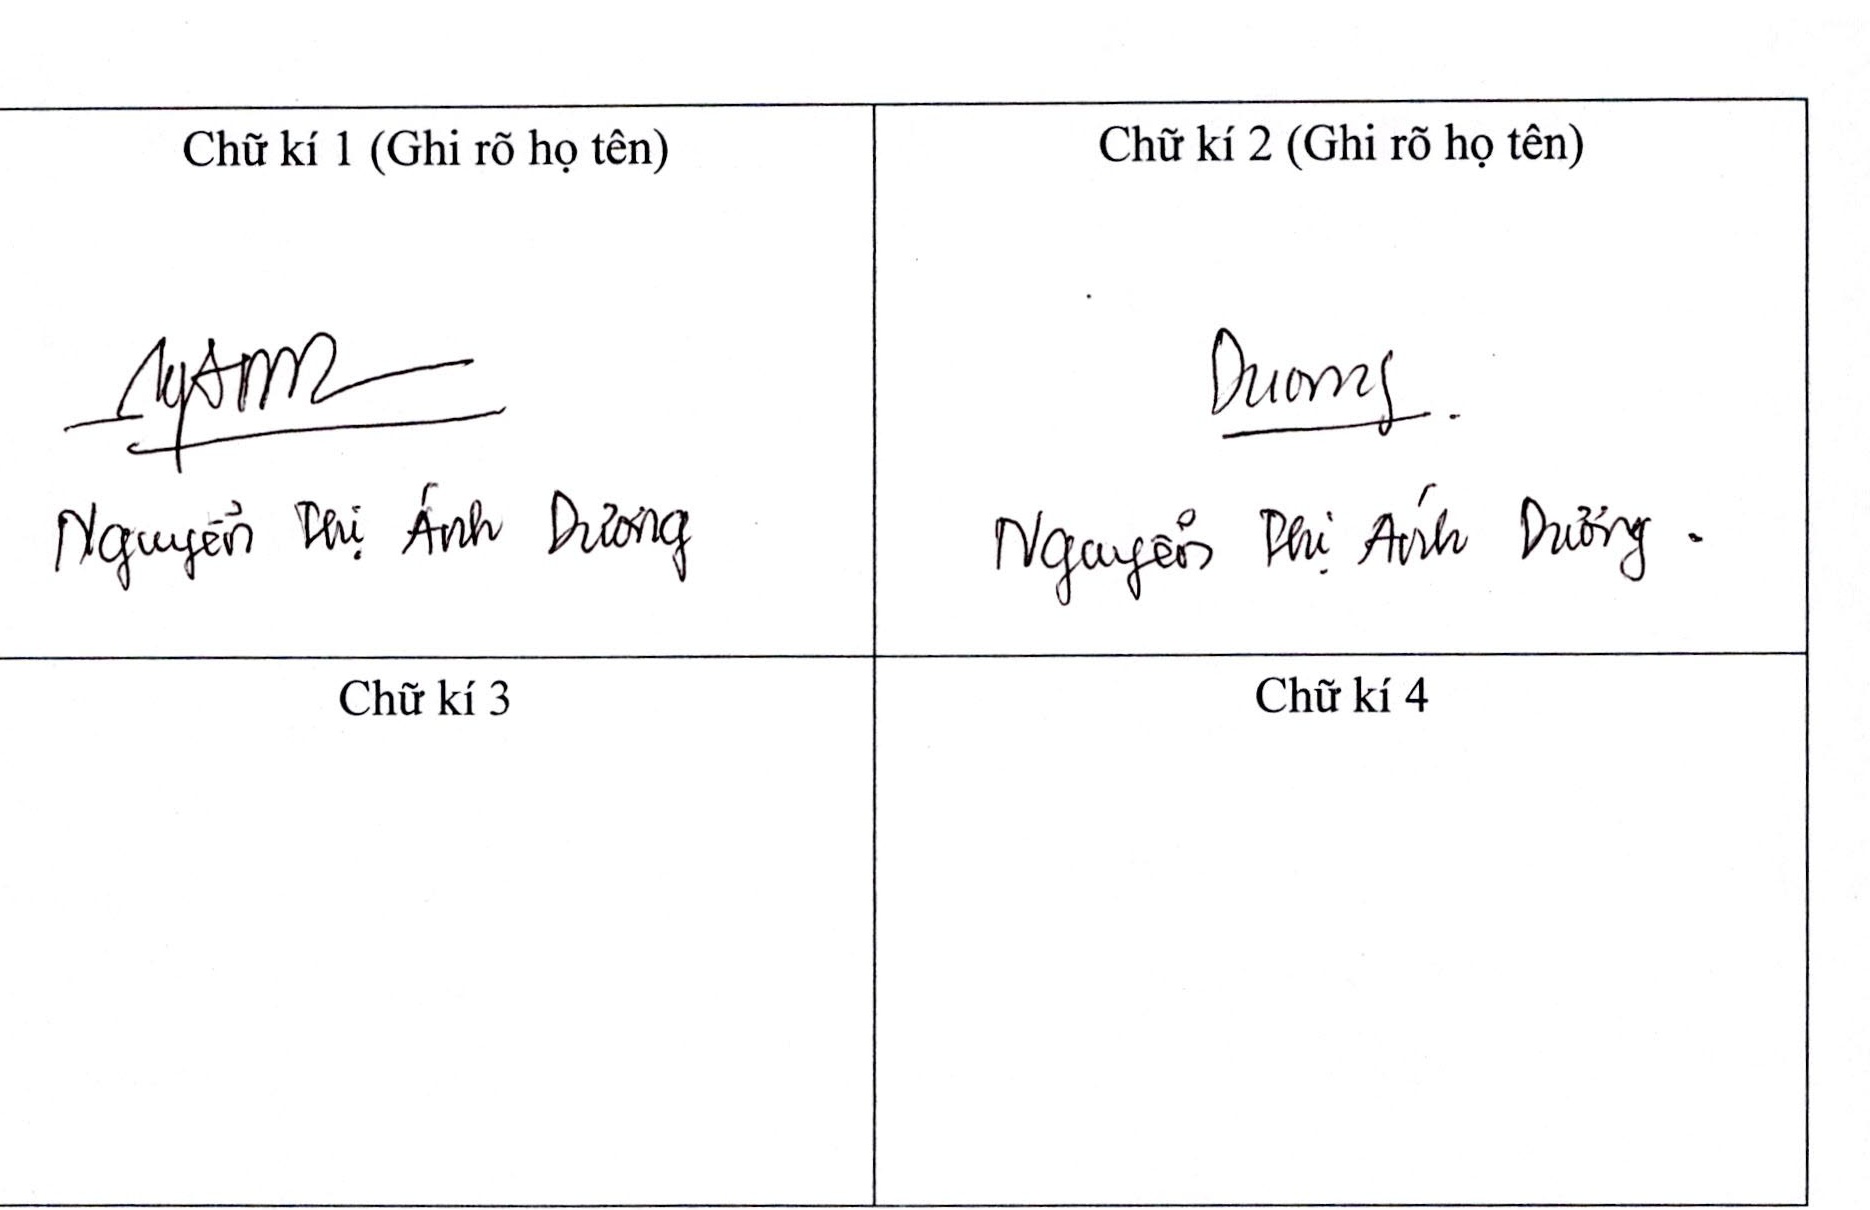 Chữ kí 1 (Ghi rõ họ tên)
Chữ kí 2 (Ghi rõ họ tên)
Duong.
Nguyễn Thị Ánh Dương
Nguyễn Thị Ánh Dương.
Chữ kí 3
Chữ kí 4